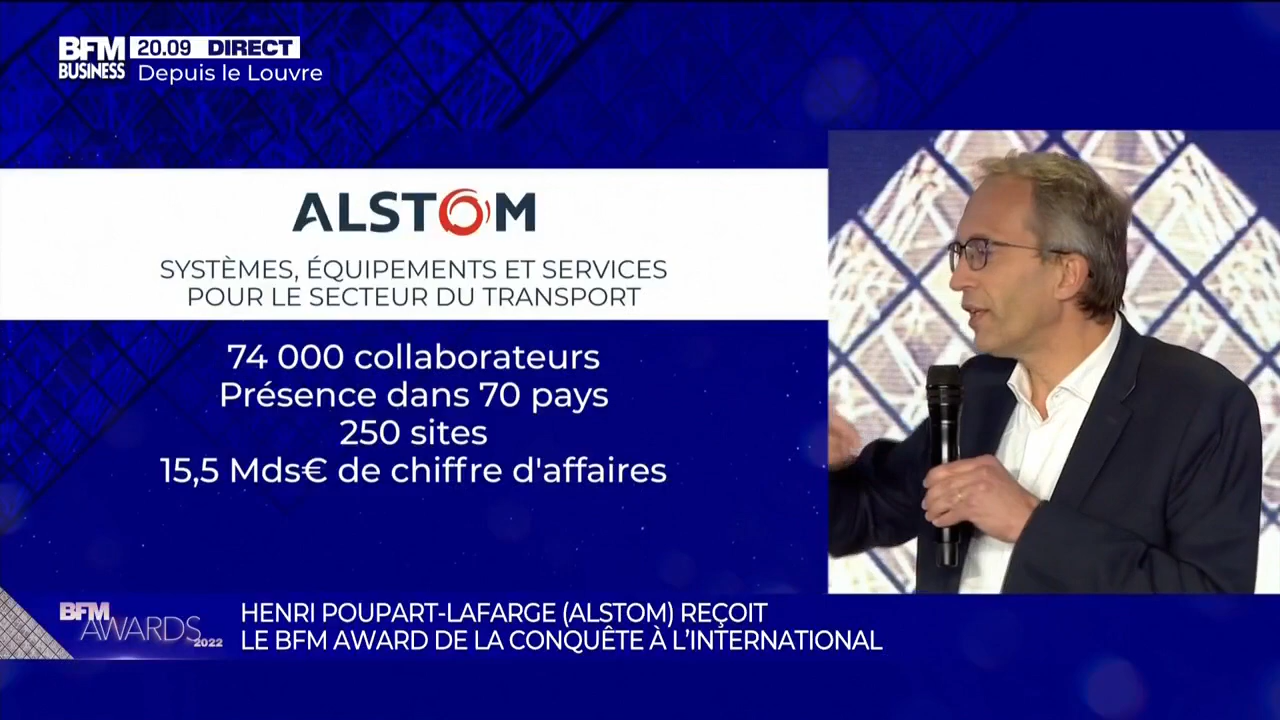 BFM
BUSINESS
20.09 DIRECT
Depuis le Louvre
ALSTOM
SYSTÈMES, ÉQUIPEMENTS ET SERVICES
POUR LE SECTEUR DU TRANSPORT
74 000 collaborateurs
Présence dans 70 pays
250 sites
15,5 Mds€ de chiffre d'affaires
BFM
AWARDS
2022
HENRI POUPART-LAFARGE (ALSTOM) REÇOIT
LE BFM AWARD DE LA CONQUÊTE À L’INTERNATIONAL